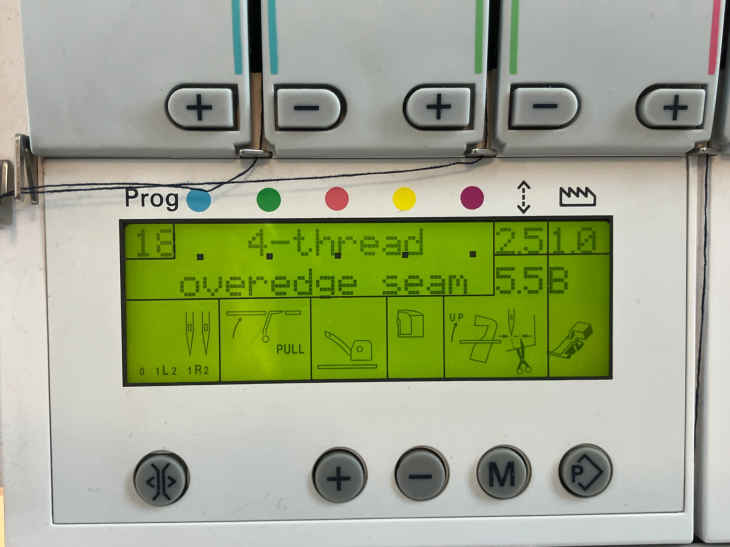 Prog
18 4-thread 2.5 1.0
overedge seam 5.5 B
PULL
UP
0 1L2 1R2
M
P